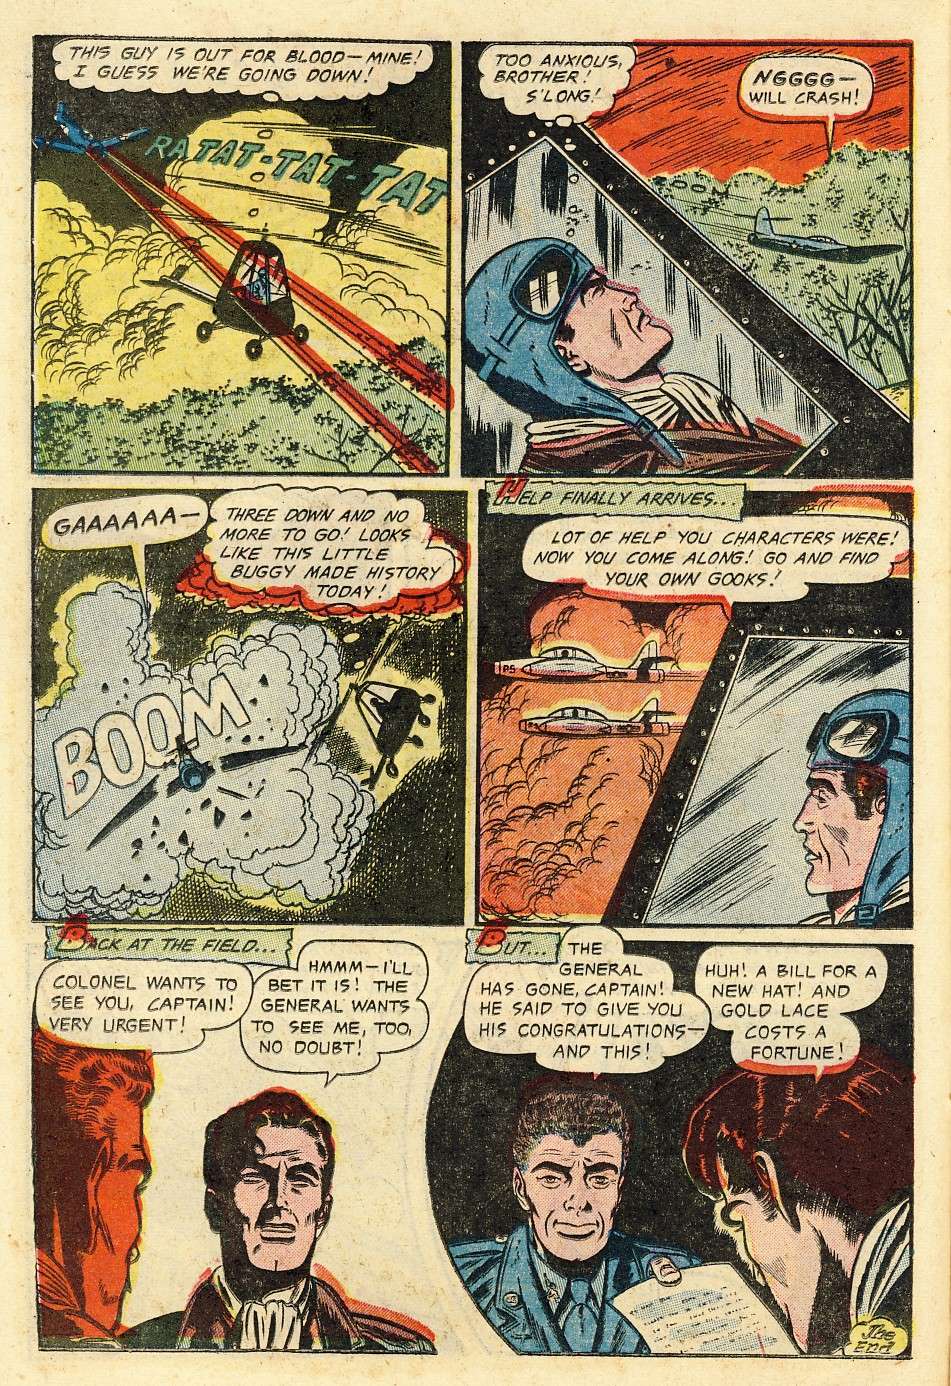 THIS GUY IS OUT FOR BLOOD—MINE!
I GUESS WE'RE GOING DOWN!
RATAT-TAT-TAT
TOO ANXIOUS,
BROTHER!
S'LONG!
NGGGG—
WILL CRASH!
GAAAAAA—
THREE DOWN AND NO
MORE TO GO! LOOKS
LIKE THIS LITTLE
BUGGY MADE HISTORY
TODAY!
BOOM
HELP FINALLY ARRIVES...
LOT OF HELP YOU CHARACTERS WERE!
NOW YOU COME ALONG! GO AND FIND
YOUR OWN GOOKS!
P5
BACK AT THE FIELD...
COLONEL WANTS TO
SEE YOU, CAPTAIN!
VERY URGENT!
HMMM—I'LL
BET IT IS! THE
GENERAL WANTS
TO SEE ME, TOO,
NO DOUBT!
BUT...
THE
GENERAL
HAS GONE, CAPTAIN!
HE SAID TO GIVE YOU
HIS CONGRATULATIONS—
AND THIS!
HUH! A BILL FOR A
NEW HAT! AND
GOLD LACE
COSTS A
FORTUNE!
The
End